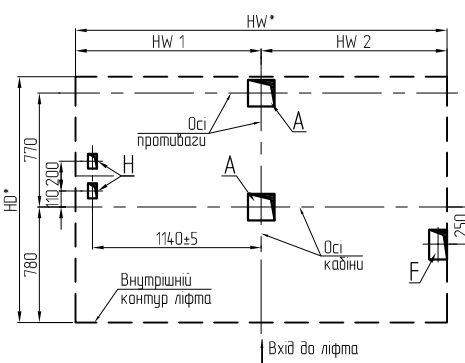 HW*
HW 1
HW 2
Осі
противаги
A
H
A
HD*
770
110
200
780
1140±5
Осі
кабіни
250
F
Внутрішній
контур ліфта
Вхід до ліфта